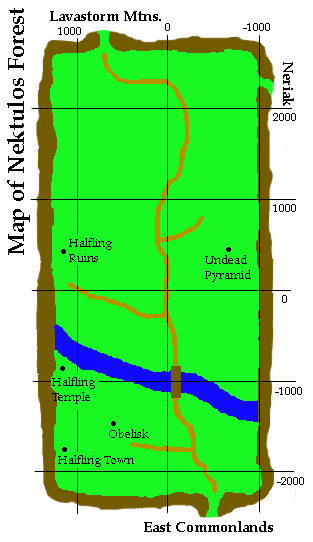 Lavastorm Mtns.
1000 0 -1000
Map of Nektulos Forest
Neriak
2000
1000
Halfling
Ruins
Undead
Pyramid
0
Halfling
Temple
-1000
Obelisk
Halfling Town
-2000
East Commonlands